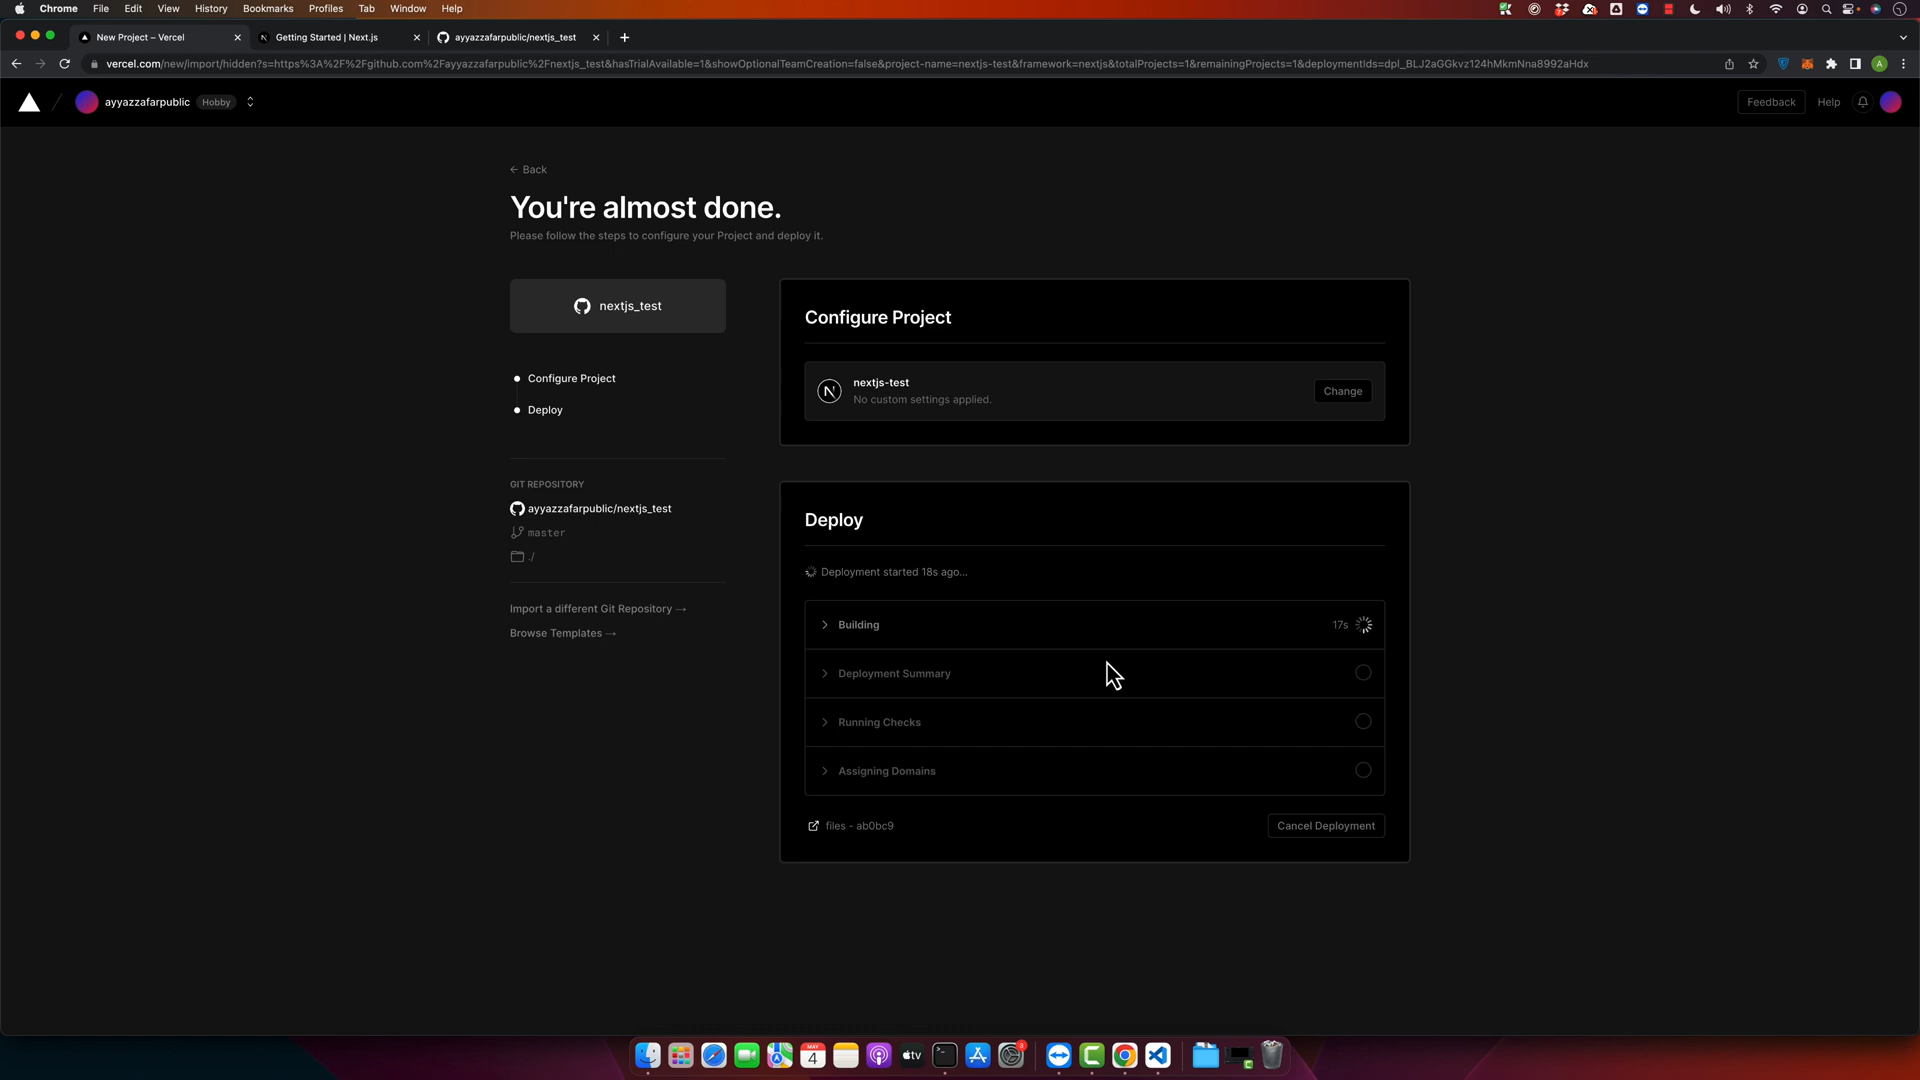 Chrome File Edit View History Bookmarks Profiles Tab Window Help
New Project – Vercel
Getting Started | Next.js
ayyazzafarpublic/nextjs_test
vercel.com/new/import/hidden?s=https%3A%2F%2Fgithub.com%2Fayyazzafarpublic%2Fnextjs_test&hasTrialAvailable=1&showOptionalTeamCreation=false&project-name=nextjs-test&framework=nextjs&totalProjects=1&remainingProjects=1&deploymentIds=dpl_BLJ2aGGkvz124hMkmNna8992aHdx
A
ayyazzafarpublic Hobby
Feedback Help
← Back
You're almost done.
Please follow the steps to configure your Project and deploy it.
nextjs_test
Configure Project
Deploy
GIT REPOSITORY
ayyazzafarpublic/nextjs_test
master
./
Import a different Git Repository →
Browse Templates →
Configure Project
N
nextjs-test
No custom settings applied.
Change
Deploy
Deployment started 18s ago...
Building 17s
Deployment Summary
Running Checks
Assigning Domains
files - ab0bc9
Cancel Deployment
MAY
4
tv
3